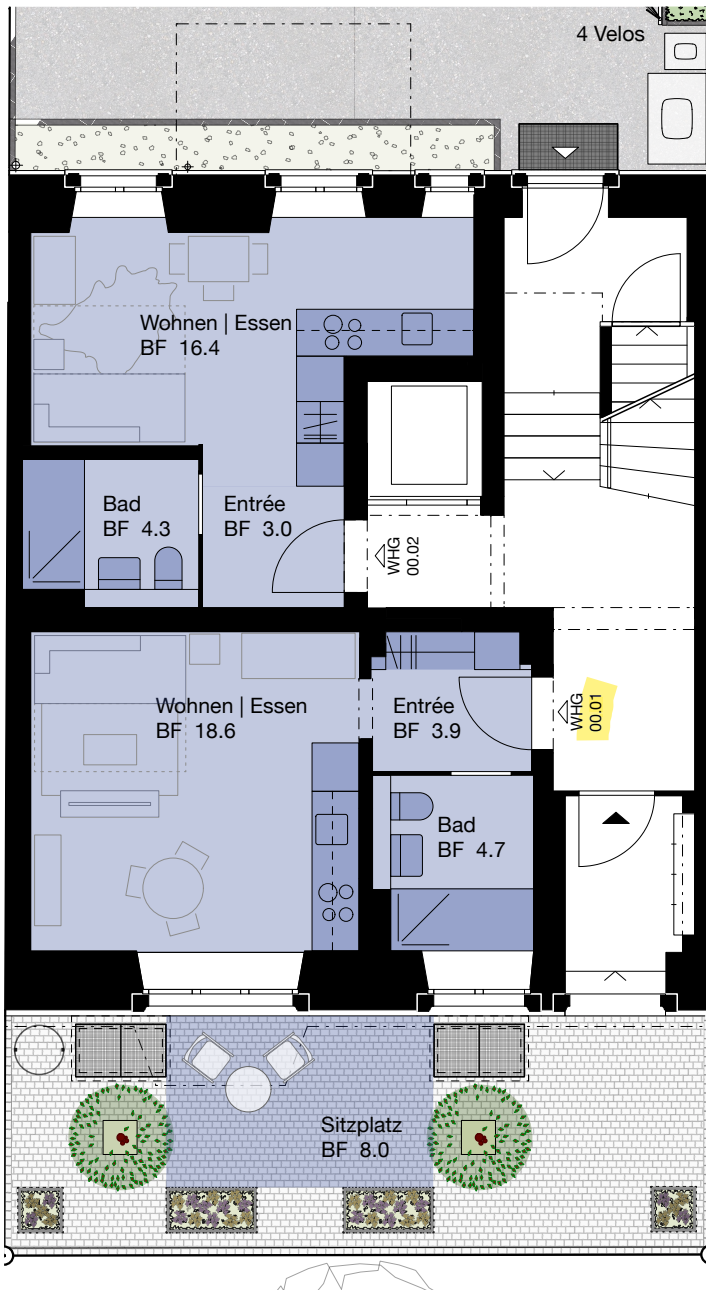 4 Velos
Wohnen | Essen
BF 16.4
Bad
BF 4.3
Entrée
BF 3.0
WHG
00.02
Wohnen | Essen
BF 18.6
Entrée
BF 3.9
WHG
00.01
Bad
BF 4.7
Sitzplatz
BF 8.0